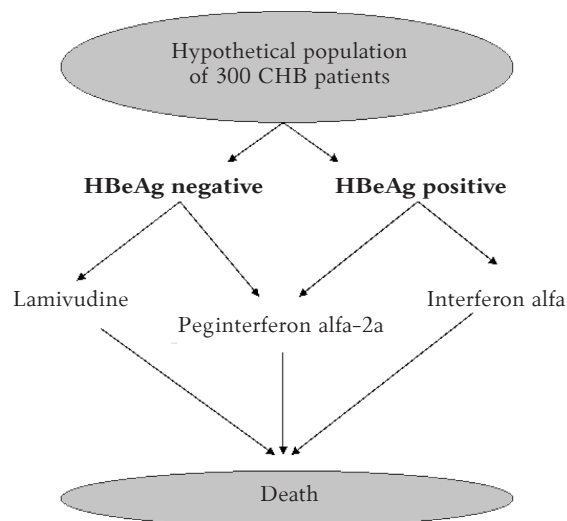 Hypothetical population
of 300 CHB patients
HBeAg negative
HBeAg positive
Lamivudine
Peginterferon alfa-2a
Interferon alfa
Death